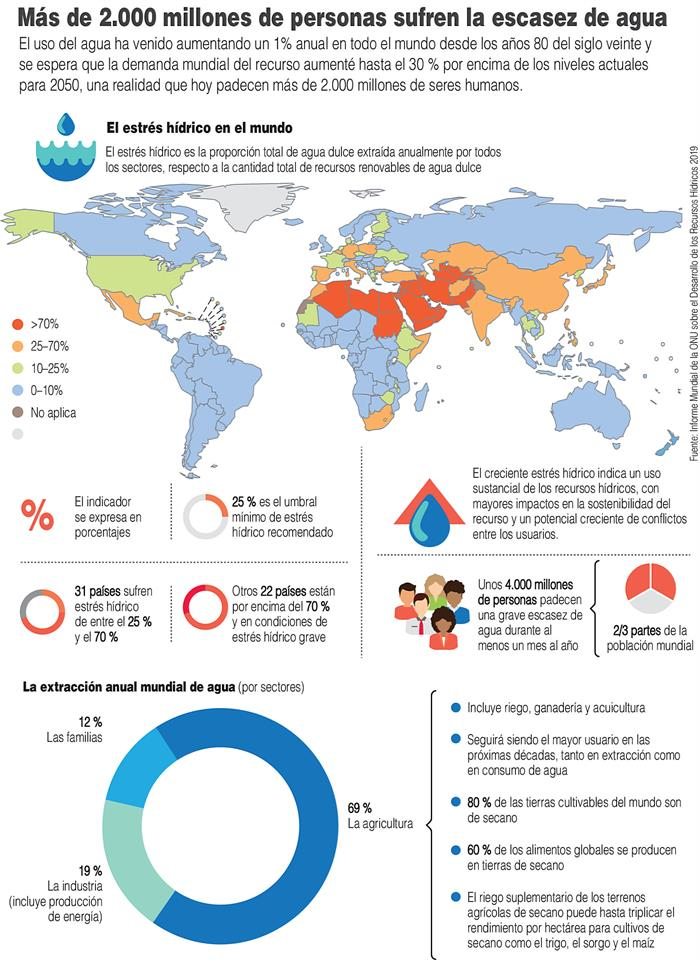 Más de 2.000 millones de personas sufren la escasez de agua
El uso del agua ha venido aumentando un 1% anual en todo el mundo desde los años 80 del siglo veinte y
se espera que la demanda mundial del recurso aumenté hasta el 30 % por encima de los niveles actuales
para 2050, una realidad que hoy padecen más de 2.000 millones de seres humanos.
El estrés hídrico en el mundo
El estrés hídrico es la proporción total de agua dulce extraída anualmente por todos
los sectores, respecto a la cantidad total de recursos renovables de agua dulce
Fuente: Informe Mundial de la ONU sobre el Desarrollo de los Recursos Hídricos 2019
>70%
25–70%
10–25%
0–10%
No aplica
%
El indicador
se expresa en
porcentajes
25 % es el umbral
mínimo de estrés
hídrico recomendado
31 países sufren
estrés hídrico
de entre el 25 %
y el 70 %
Otros 22 países están
por encima del 70 %
y en condiciones de
estrés hídrico grave
El creciente estrés hídrico indica un uso
sustancial de los recursos hídricos, con
mayores impactos en la sostenibilidad del
recurso y un potencial creciente de conflictos
entre los usuarios.
Unos 4.000 millones
de personas padecen
una grave escasez de
agua durante al
menos un mes al año
2/3 partes de la
población mundial
La extracción anual mundial de agua (por sectores)
12 %
Las familias
69 %
La agricultura
19 %
La industria
(incluye producción
de energía)
Incluye riego, ganadería y acuicultura
Seguirá siendo el mayor usuario en las
próximas décadas, tanto en extracción como
en consumo de agua
80 % de las tierras cultivables del mundo son
de secano
60 % de los alimentos globales se producen
en tierras de secano
El riego suplementario de los terrenos
agrícolas de secano puede hasta triplicar el
rendimiento por hectárea para cultivos de
secano como el trigo, el sorgo y el maíz